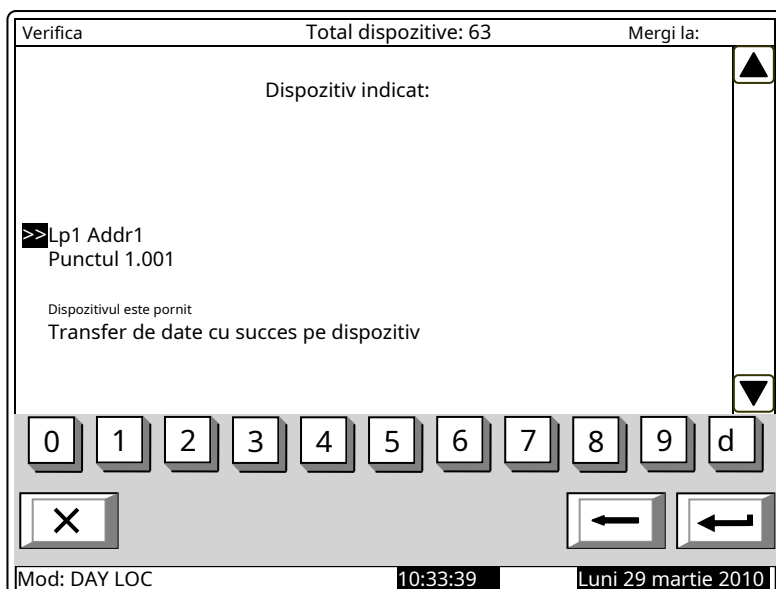 Verifica Total dispozitive: 63 Mergi la:
Dispozitiv indicat:
>>Lp1 Addr1
Punctul 1.001
Dispozitivul este pornit
Transfer de date cu succes pe dispozitiv
0 1 2 3 4 5 6 7 8 9 d
Mod: DAY LOC 10:33:39 Luni 29 martie 2010